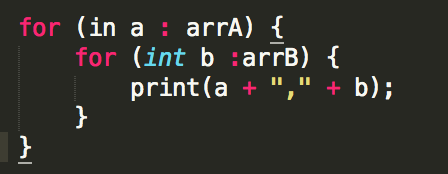 for (in a : arrA) {
    for (int b :arrB) {
        print(a + "," + b);
    }
}